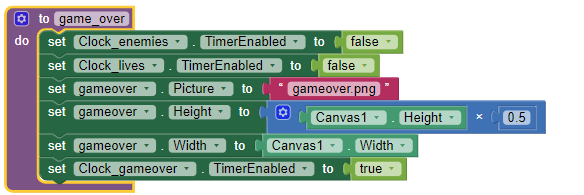 to game_over
do set Clock_enemies . TimerEnabled to false
set Clock_lives . TimerEnabled to false
set gameover . Picture to “ gameover.png ”
set gameover . Height to Canvas1 . Height × 0.5
set gameover . Width to Canvas1 . Width
set Clock_gameover . TimerEnabled to true